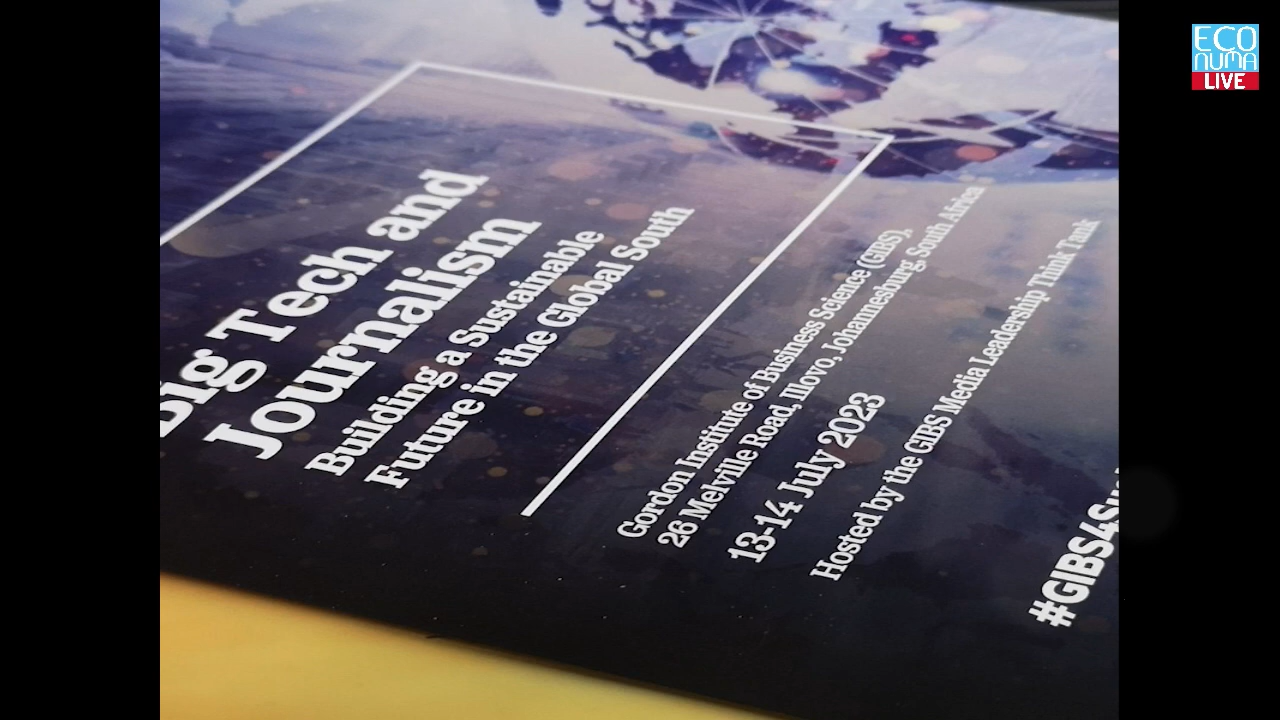 Big Tech and
Journalism
Building a Sustainable
Future in the Global South
Gordon Institute of Business Science (GIBS),
26 Melville Road, Illovo, Johannesburg South Africa
13-14 July 2023
Hosted by the GIBS Media Leadership Think Tank
ECO
NUMA
LIVE